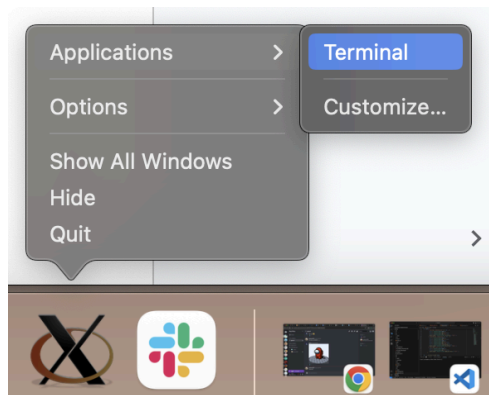 Applications
Terminal
Options
Customize...
Show All Windows
Hide
Quit